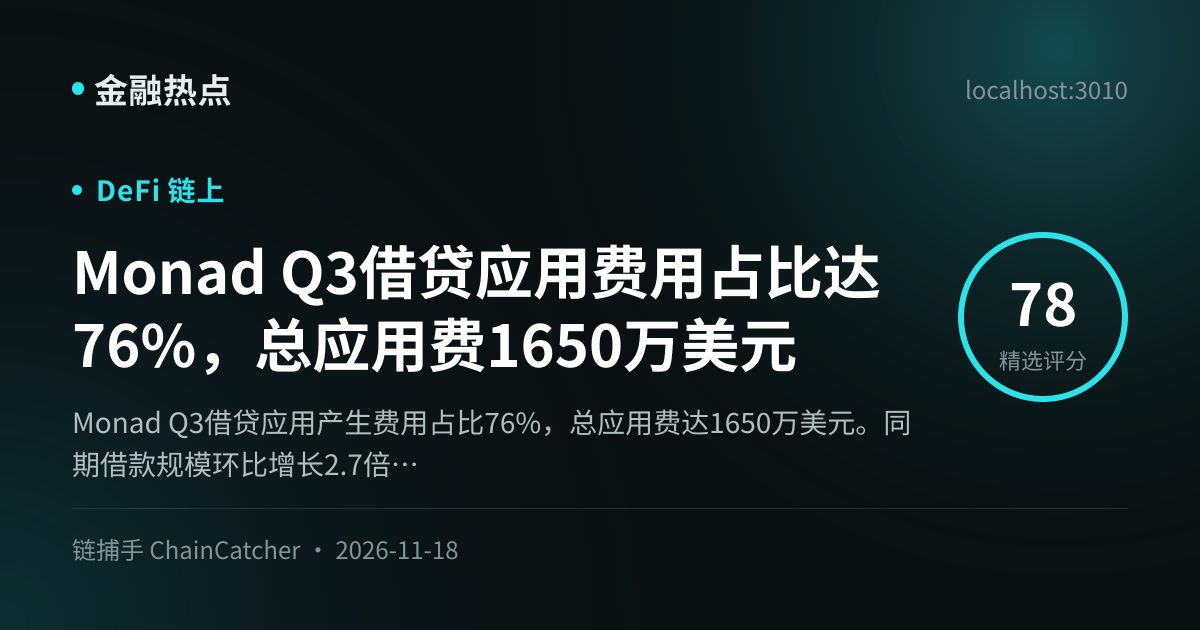 金融热点
localhost:3010
DeFi 链上
Monad Q3借贷应用费用占比达
76%，总应用费1650万美元
78
精选评分
Monad Q3借贷应用产生费用占比76%，总应用费达1650万美元。同
期借款规模环比增长2.7倍…
链捕手 ChainCatcher · 2026-11-18